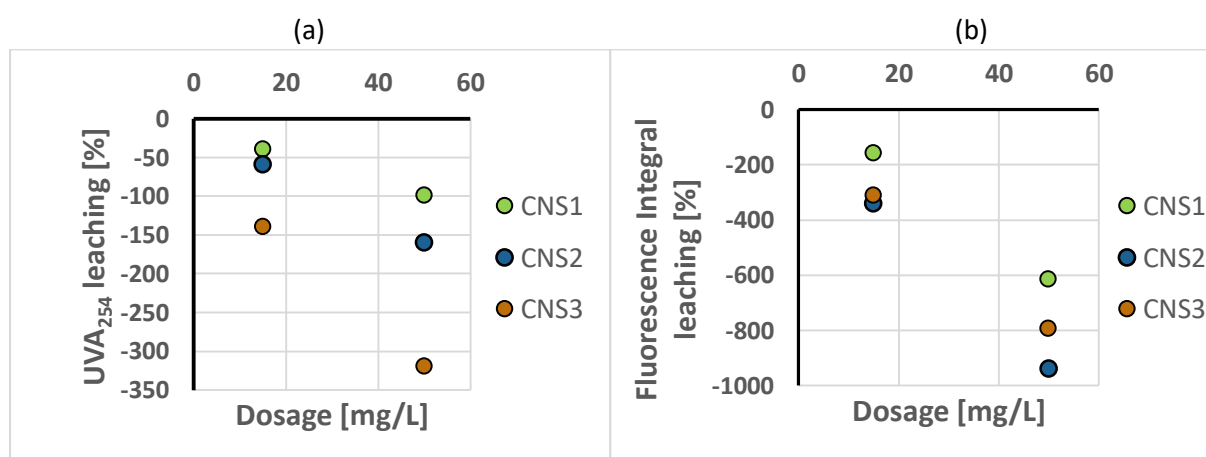 (a)
0 20 40 60
0
-50
-100
-150
-200
-250
-300
-350
UVA254 leaching [%]
Dosage [mg/L]
CNS1
CNS2
CNS3
(b)
0 20 40 60
0
-200
-400
-600
-800
-1000
Fluorescence Integral
leaching [%]
Dosage [mg/L]
CNS1
CNS2
CNS3